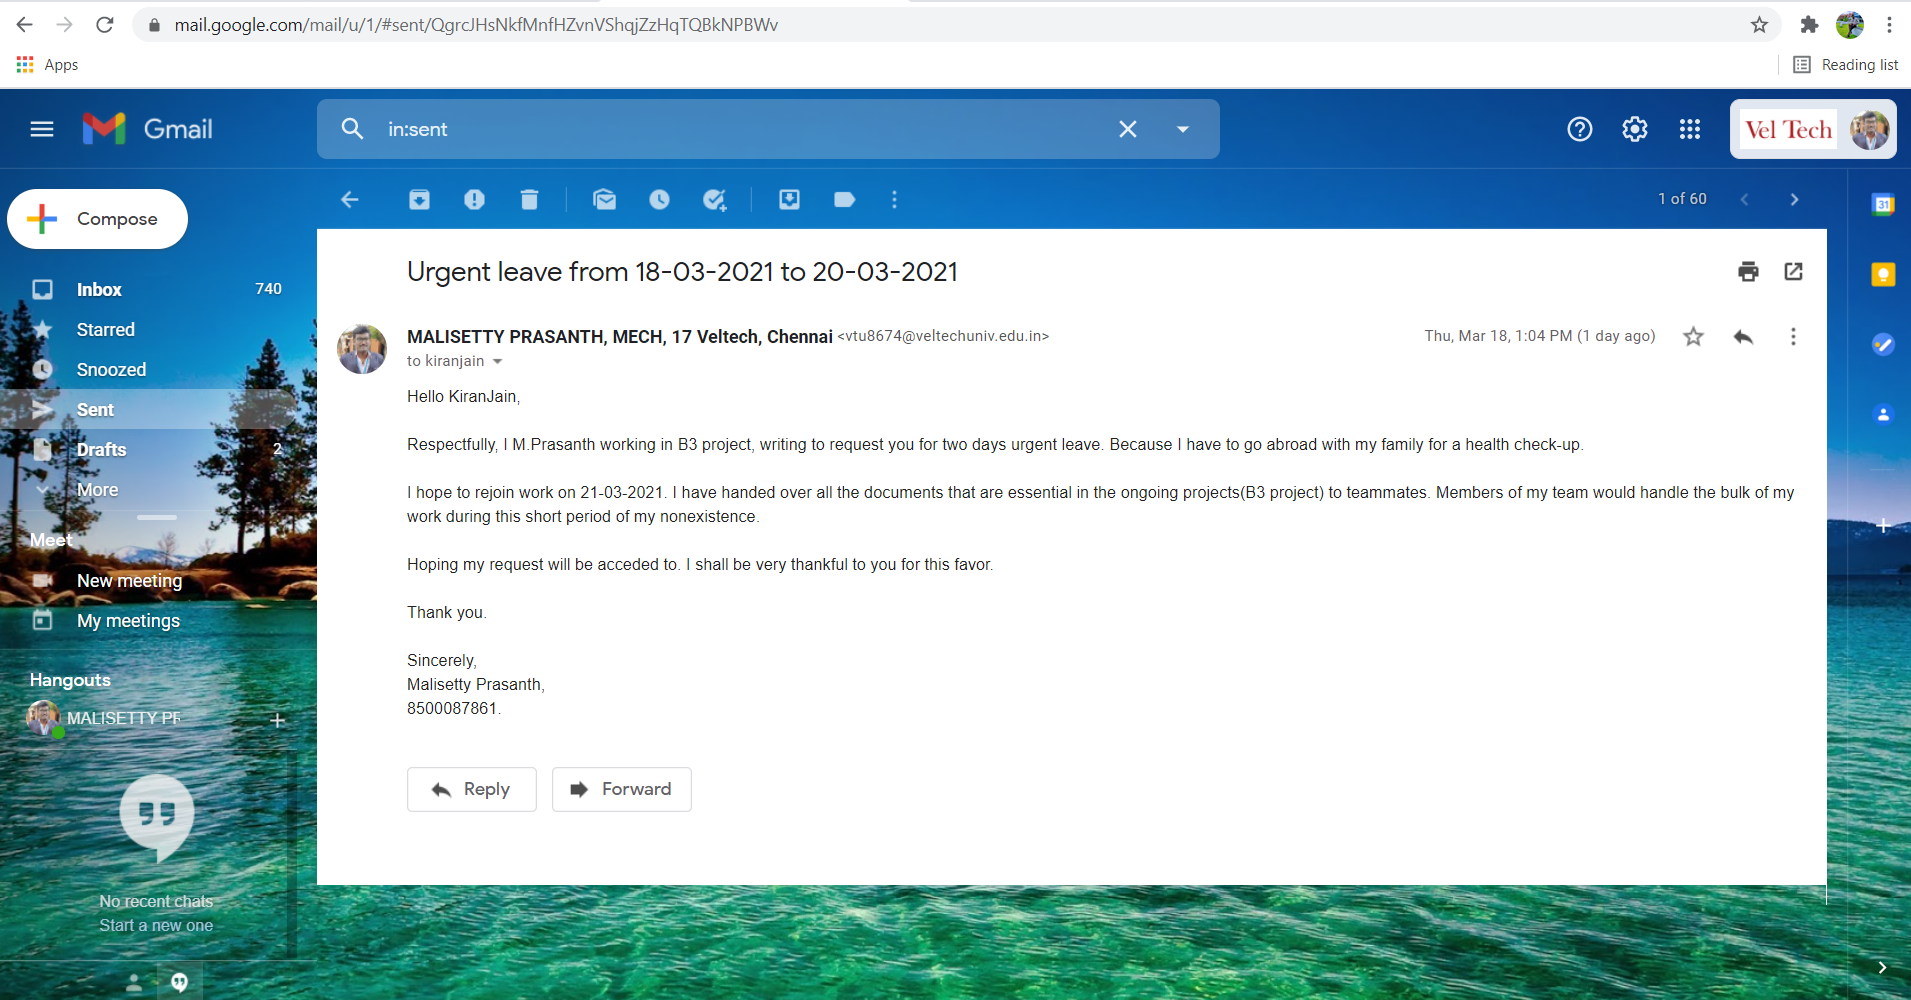 mail.google.com/mail/u/1/#sent/QgrcJHsNkfMnfHZvnVShqjZzHqTQBkNPBWv
Apps
Reading list
Gmail
in:sent
Vel Tech
Compose
1 of 60
31
Urgent leave from 18-03-2021 to 20-03-2021
Inbox 740
Starred
Snoozed
Sent
Drafts 2
More
Meet
New meeting
My meetings
Hangouts
MALISETTY PR
No recent chats
Start a new one
MALISETTY PRASANTH, MECH, 17 Veltech, Chennai <vtu8674@veltechuniv.edu.in>
Thu, Mar 18, 1:04 PM (1 day ago)
to kiranjain
Hello KiranJain,
Respectfully, I M.Prasanth working in B3 project, writing to request you for two days urgent leave. Because I have to go abroad with my family for a health check-up.
I hope to rejoin work on 21-03-2021. I have handed over all the documents that are essential in the ongoing projects(B3 project) to teammates. Members of my team would handle the bulk of my
work during this short period of my nonexistence.
Hoping my request will be acceded to. I shall be very thankful to you for this favor.
Thank you.
Sincerely,
Malisetty Prasanth,
8500087861.
Reply
Forward